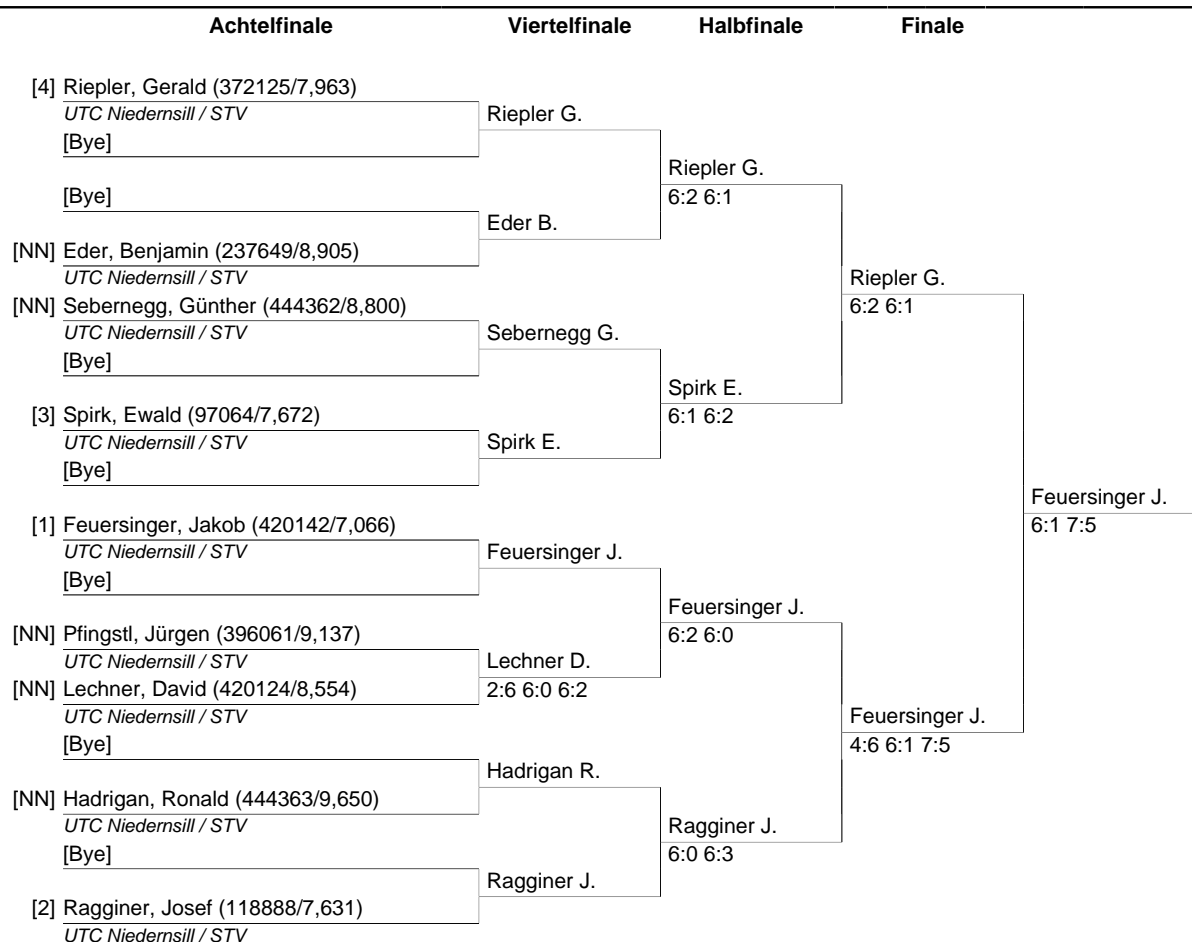 Achtelfinale Viertelfinale Halbfinale Finale
[4] Riepler, Gerald (372125/7,963)
UTC Niedernsill / STV
Riepler G.
[Bye]
Riepler G.
[Bye]
6:2 6:1
Eder B.
[NN] Eder, Benjamin (237649/8,905)
UTC Niedernsill / STV
Riepler G.
[NN] Sebernegg, Günther (444362/8,800)
6:2 6:1
UTC Niedernsill / STV
Sebernegg G.
[Bye]
Spirk E.
[3] Spirk, Ewald (97064/7,672)
6:1 6:2
UTC Niedernsill / STV
Spirk E.
[Bye]
Feuersinger J.
[1] Feuersinger, Jakob (420142/7,066)
6:1 7:5
UTC Niedernsill / STV
Feuersinger J.
[Bye]
Feuersinger J.
[NN] Pfingstl, Jürgen (396061/9,137)
6:2 6:0
UTC Niedernsill / STV
Lechner D.
[NN] Lechner, David (420124/8,554)
2:6 6:0 6:2
UTC Niedernsill / STV
Feuersinger J.
[Bye]
4:6 6:1 7:5
Hadrigan R.
[NN] Hadrigan, Ronald (444363/9,650)
UTC Niedernsill / STV
Ragginer J.
[Bye]
6:0 6:3
Ragginer J.
[2] Ragginer, Josef (118888/7,631)
UTC Niedernsill / STV